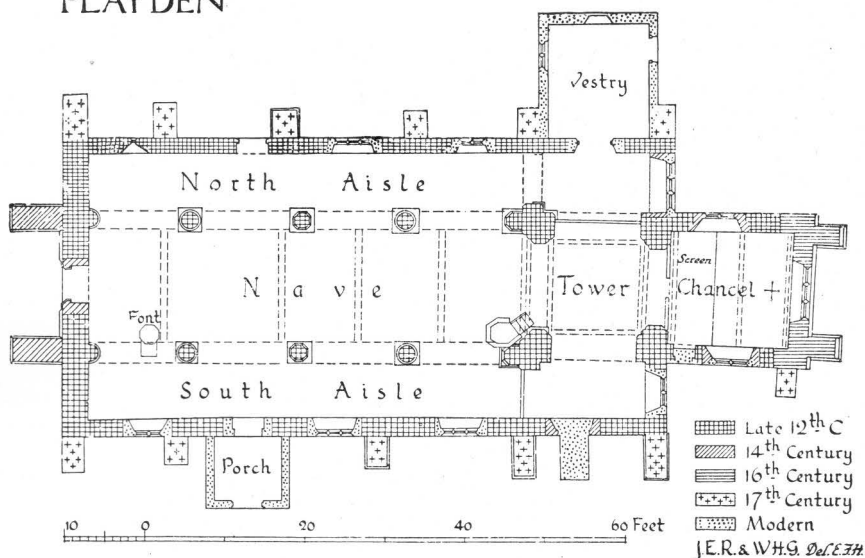 PLAYDEN
Vestry
North Aisle
Nave
Tower
Screen
Chancel
Font
South Aisle
Porch
Late 12th C
14th Century
16th Century
17th Century
Modern
10 0 20 40 60 Feet
J.E.R. & W.H.G. Del. E.F.H.